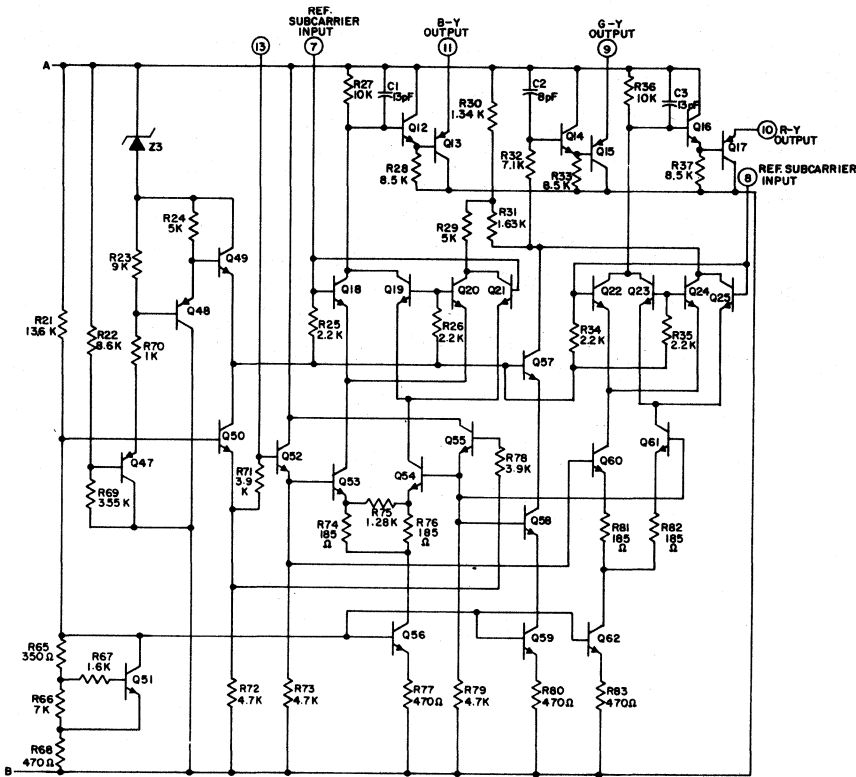 REF.
SUBCARRIER
INPUT
7
B-Y
OUTPUT
11
G-Y
OUTPUT
9
13
A
R27
10K
C1
13pF
R30
1.34 K
C2
8pF
R36
10K
C3
13pF
Q12
Q13
Q14
Q15
Q16
Q17
10
R-Y
OUTPUT
Z3
R28
8.5 K
R32
7.1K
R33
8.5K
R37
8.5K
8
REF. SUBCARRIER
INPUT
R24
5K
R29
5K
R31
1.63K
R23
9K
Q49
Q48
Q18
Q19
Q20
Q21
Q22
Q23
Q24
Q25
R21
13.6 K
R22
8.6K
R70
1K
R25
2.2 K
R26
2.2K
R34
2.2K
R35
2.2K
Q57
Q50
Q52
Q55
Q60
Q61
Q47
R71
3.9
K
Q53
Q54
R78
3.9K
R69
3.55 K
R75
1.28K
R74
185
Ω
R76
185
Ω
Q58
R81
185
Ω
R82
185
Ω
Q56
Q59
Q62
R65
350Ω
R67
1.6K
Q51
R66
7K
R72
4.7K
R73
4.7K
R77
470Ω
R79
4.7K
R80
470Ω
R83
470Ω
R68
470Ω
B